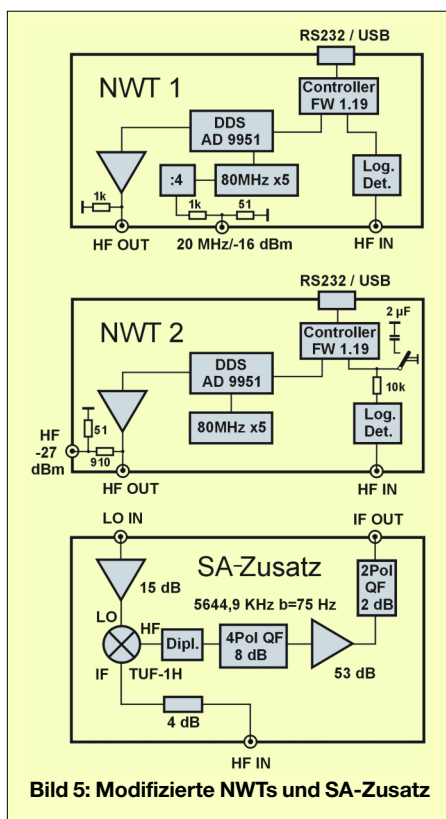 RS232 / USB
NWT 1
Controller
FW 1.19
DDS
AD 9951
:4
80MHz x5
Log.
Det.
1k
1k
51
HF OUT
20 MHz/-16 dBm
HF IN
RS232 / USB
NWT 2
Controller
FW 1.19
2 µF
DDS
AD 9951
10k
80MHz x5
Log.
Det.
51
HF
-27
dBm
910
HF OUT
HF IN
LO IN
IF OUT
SA-Zusatz
15 dB
2Pol
QF
2 dB
5644,9 KHz b=75 Hz
LO
HF
Dipl.
4Pol QF
8 dB
IF
TUF-1H
53 dB
4 dB
HF IN
Bild 5: Modifizierte NWTs und SA-Zusatz